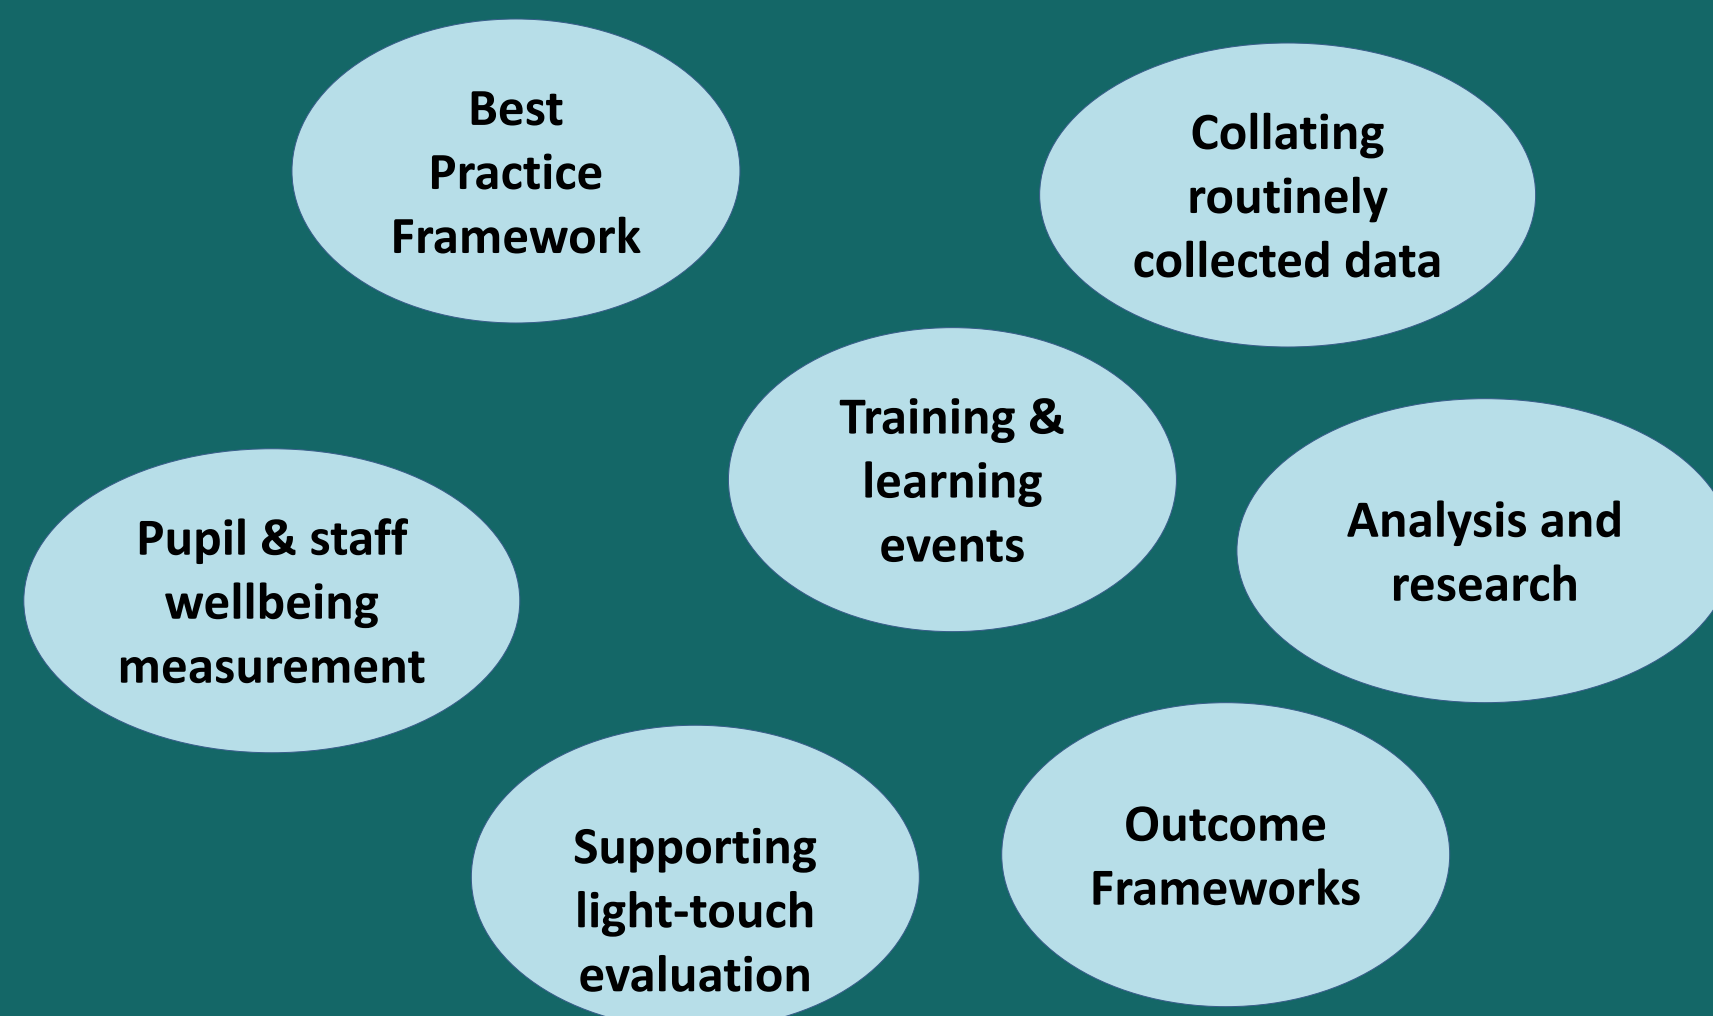 Best
Practice
Framework
Collating
routinely
collected data
Training &
learning
events
Analysis and
research
Pupil & staff
wellbeing
measurement
Supporting
light-touch
evaluation
Outcome
Frameworks